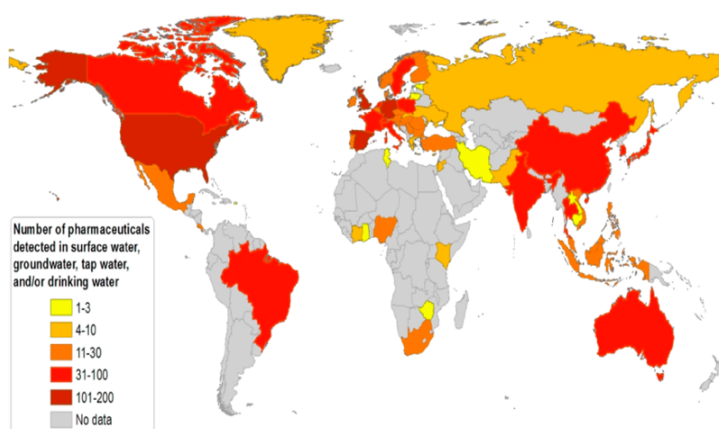 Number of pharmaceuticals
detected in surface water,
groundwater, tap water,
and/or drinking water
1-3
4-10
11-30
31-100
101-200
No data